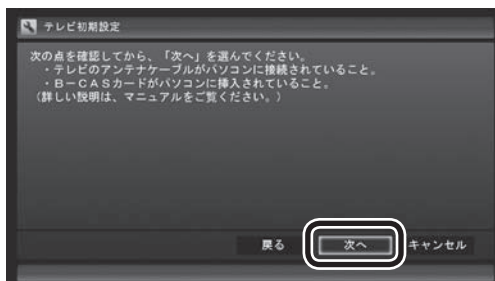 テレビ初期設定
次の点を確認してから、「次へ」を選んでください。
・テレビのアンテナケーブルがパソコンに接続されていること。
・B-CASカードがパソコンに挿入されていること。
（詳しい説明は、マニュアルをご覧ください。）
戻る 次へ キャンセル